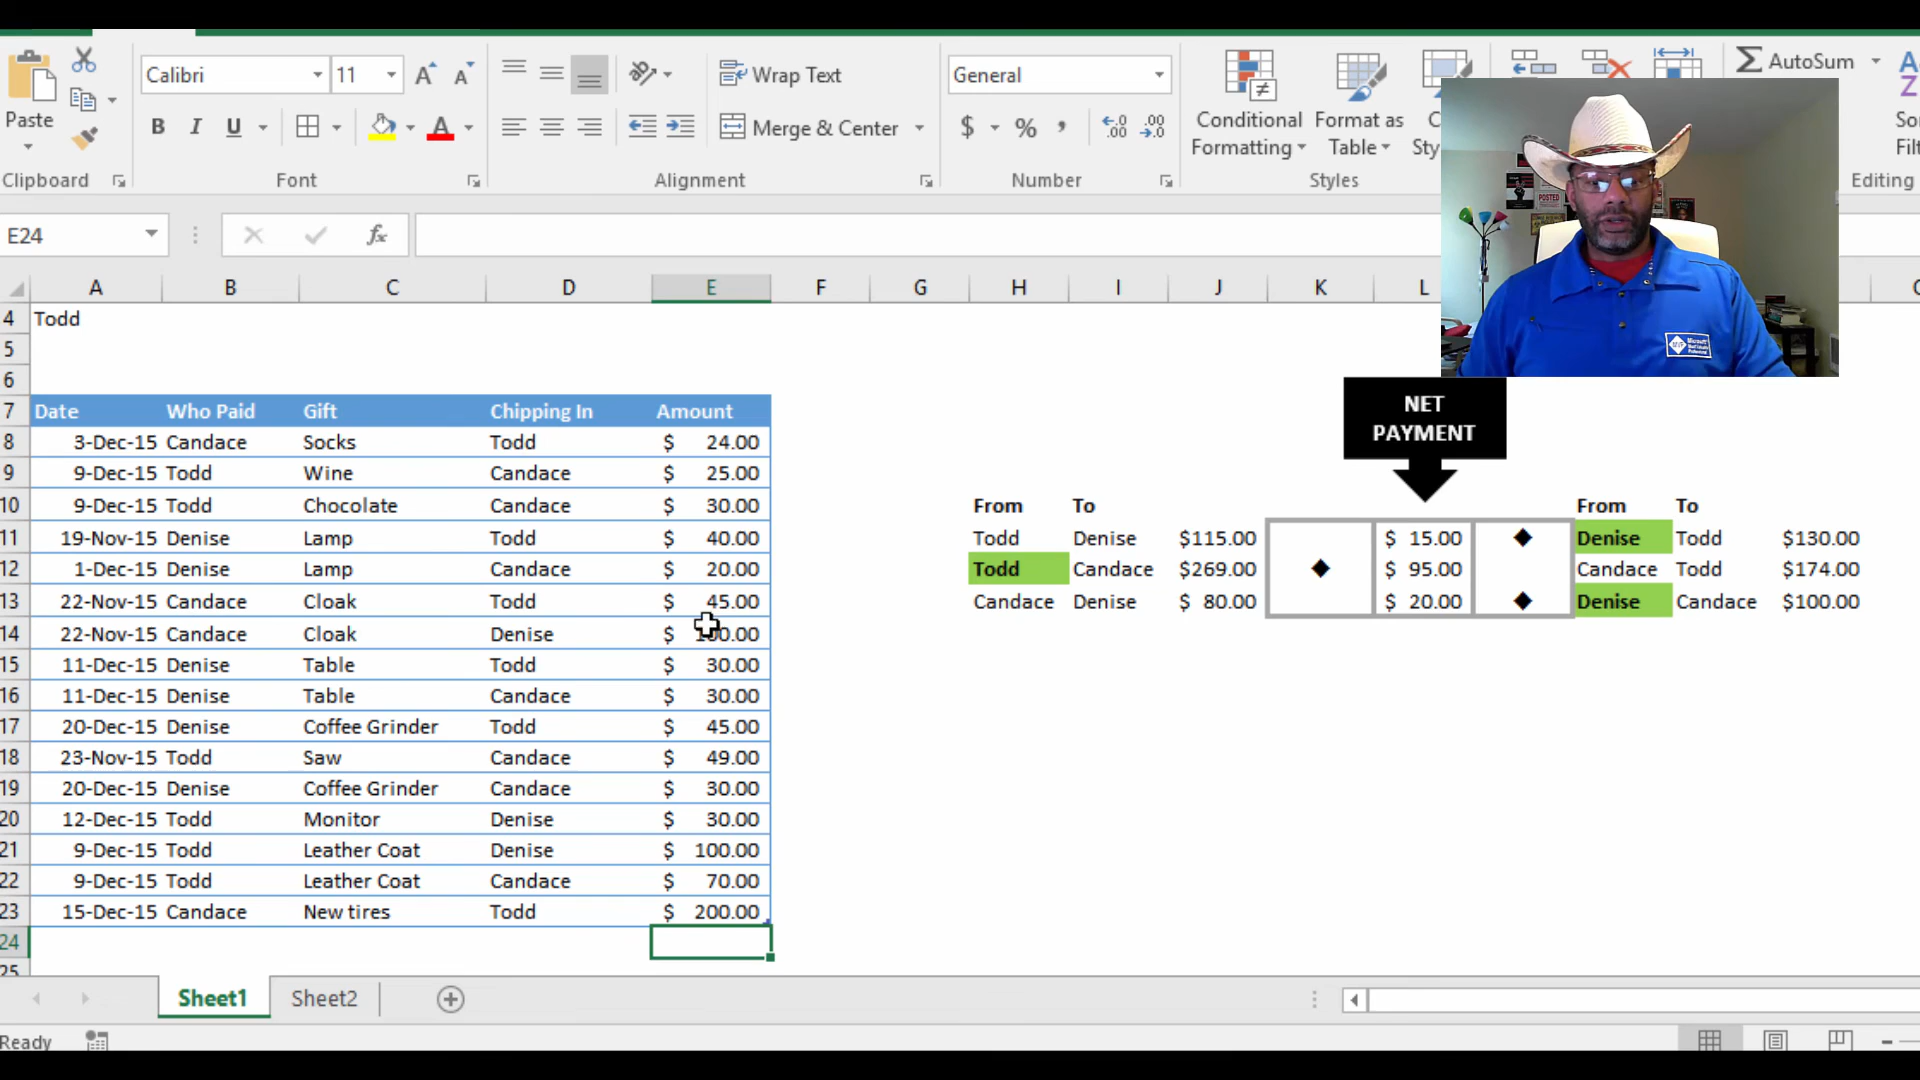 Calibri 11 Wrap Text General AutoSum
Paste B I U Merge & Center $ % , Conditional Formatting Format as Table
Clipboard Font Alignment Number Styles Editing
E24 fx
A B C D E F G H I J K L
4 Todd
5
6
7 Date Who Paid Gift Chipping In Amount
NET
PAYMENT
8 3-Dec-15 Candace Socks Todd $ 24.00
9 9-Dec-15 Todd Wine Candace $ 25.00
10 9-Dec-15 Todd Chocolate Candace $ 30.00 From To From To
11 19-Nov-15 Denise Lamp Todd $ 40.00 Todd Denise $115.00 $ 15.00 ◆ Denise Todd $130.00
12 1-Dec-15 Denise Lamp Candace $ 20.00 Todd Candace $269.00 ◆ $ 95.00 Candace Todd $174.00
13 22-Nov-15 Candace Cloak Todd $ 45.00 Candace Denise $ 80.00 $ 20.00 ◆ Denise Candace $100.00
14 22-Nov-15 Candace Cloak Denise $ 100.00
15 11-Dec-15 Denise Table Todd $ 30.00
16 11-Dec-15 Denise Table Candace $ 30.00
17 20-Dec-15 Denise Coffee Grinder Todd $ 45.00
18 23-Nov-15 Todd Saw Candace $ 49.00
19 20-Dec-15 Denise Coffee Grinder Candace $ 30.00
20 12-Dec-15 Todd Monitor Denise $ 30.00
21 9-Dec-15 Todd Leather Coat Denise $ 100.00
22 9-Dec-15 Todd Leather Coat Candace $ 70.00
23 15-Dec-15 Candace New tires Todd $ 200.00
24
25
Sheet1 Sheet2
Ready